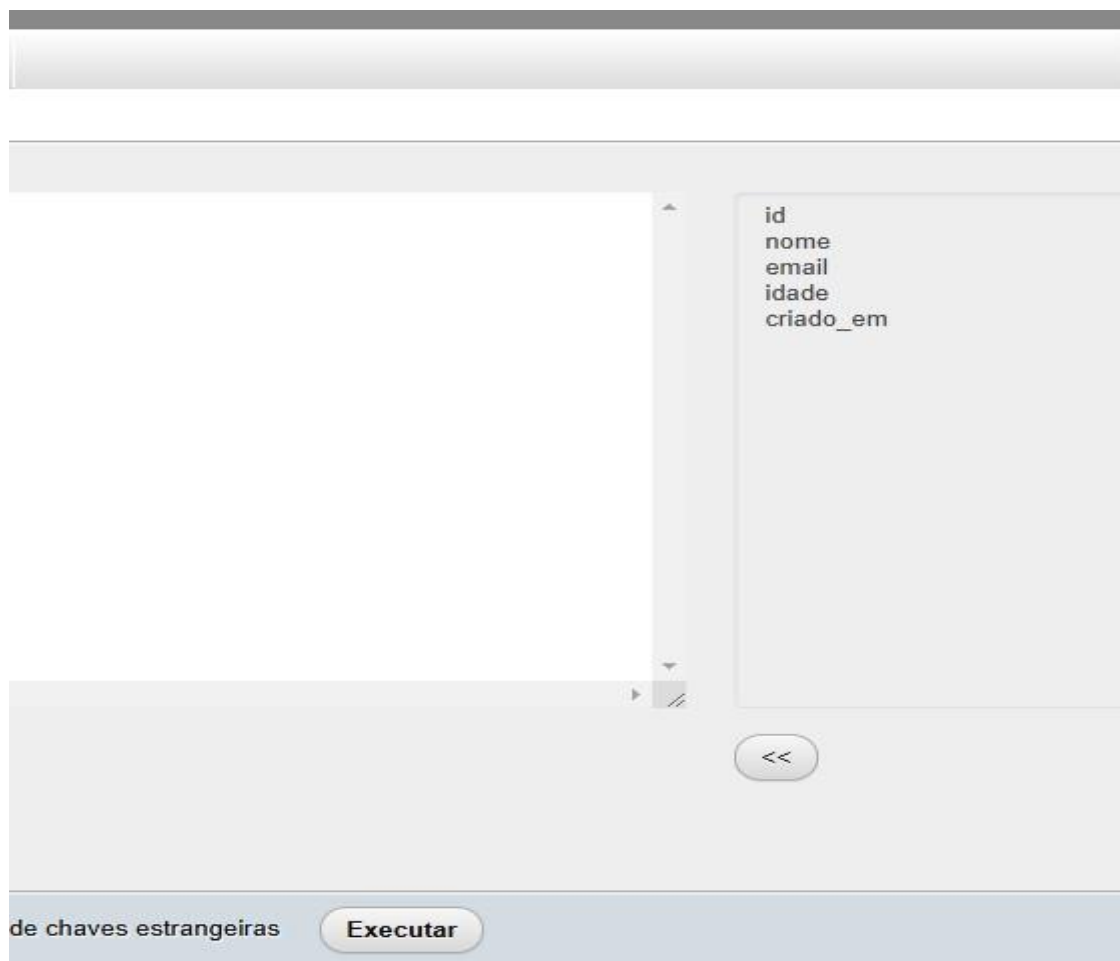 id
nome
email
idade
criado_em
<<
de chaves estrangeiras
Executar